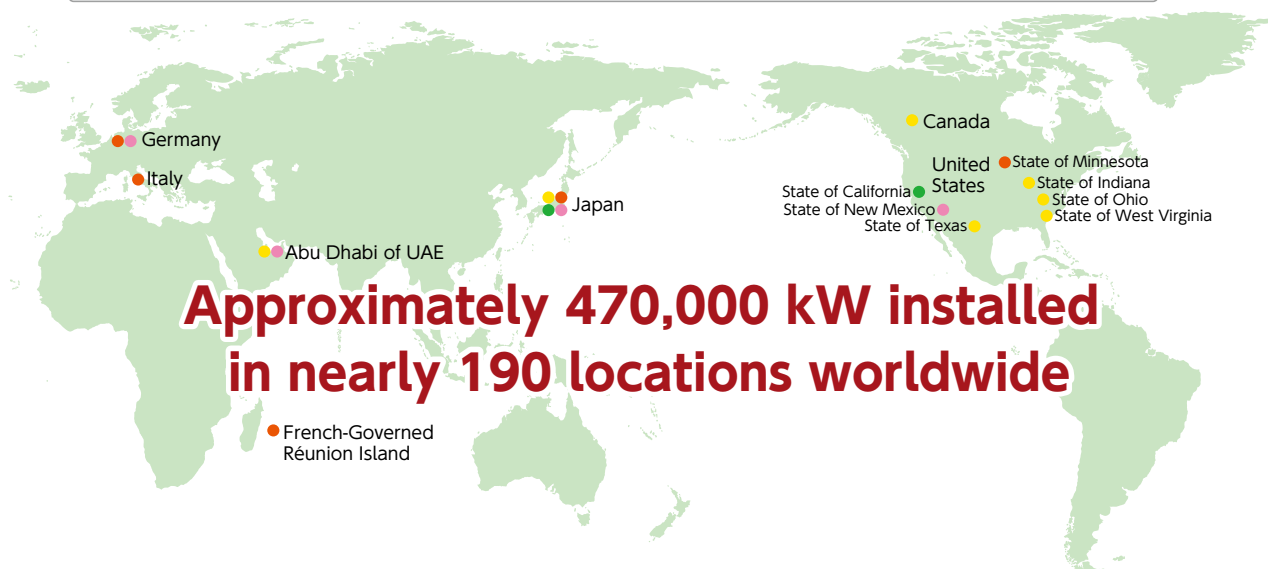 Canada
Germany
United
States
State of Minnesota
Italy
State of Indiana
State of California
State of Ohio
Japan
State of New Mexico
State of West Virginia
State of Texas
Abu Dhabi of UAE
Approximately 470,000 kW installed
in nearly 190 locations worldwide
French-Governed
Réunion Island